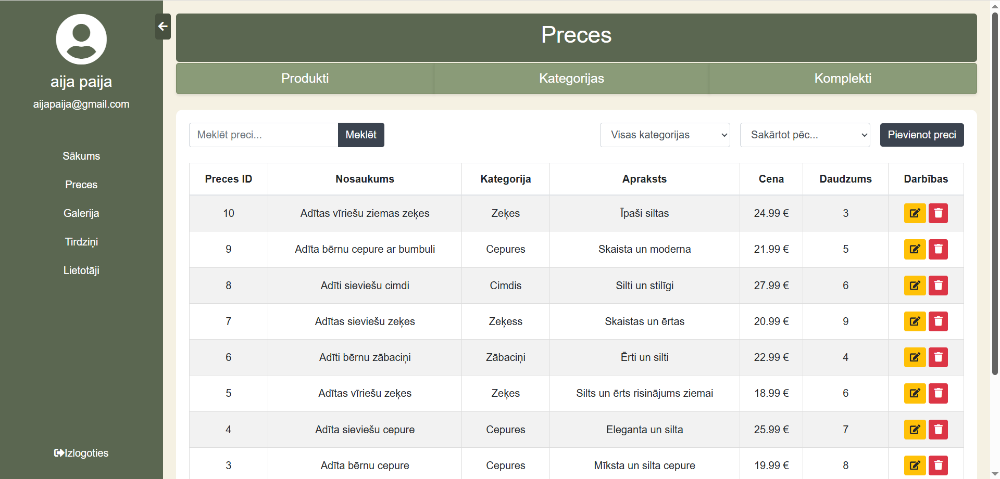 aija paija
aijapaija@gmail.com
Sākums
Preces
Galerija
Tirdziņi
Lietotāji
Izlogoties
Preces
Produkti Kategorijas Komplekti
Meklēt preci... Meklēt Visas kategorijas Sakārtot pēc... Pievienot preci
Preces ID Nosaukums Kategorija Apraksts Cena Daudzums Darbības
10 Adītas vīriešu ziemas zeķes Zeķes Īpaši siltas 24.99 € 3
9 Adīta bērnu cepure ar bumbuli Cepures Skaista un moderna 21.99 € 5
8 Adīti sieviešu cimdi Cimdis Silti un stilīgi 27.99 € 6
7 Adītas sieviešu zeķes Zeķess Skaistas un ērtas 20.99 € 9
6 Adīti bērnu zābaciņi Zābaciņi Ērti un silti 22.99 € 4
5 Adītas vīriešu zeķes Zeķes Silts un ērts risinājums ziemai 18.99 € 6
4 Adīta sieviešu cepure Cepures Eleganta un silta 25.99 € 7
3 Adīta bērnu cepure Cepures Mīksta un silta cepure 19.99 € 8